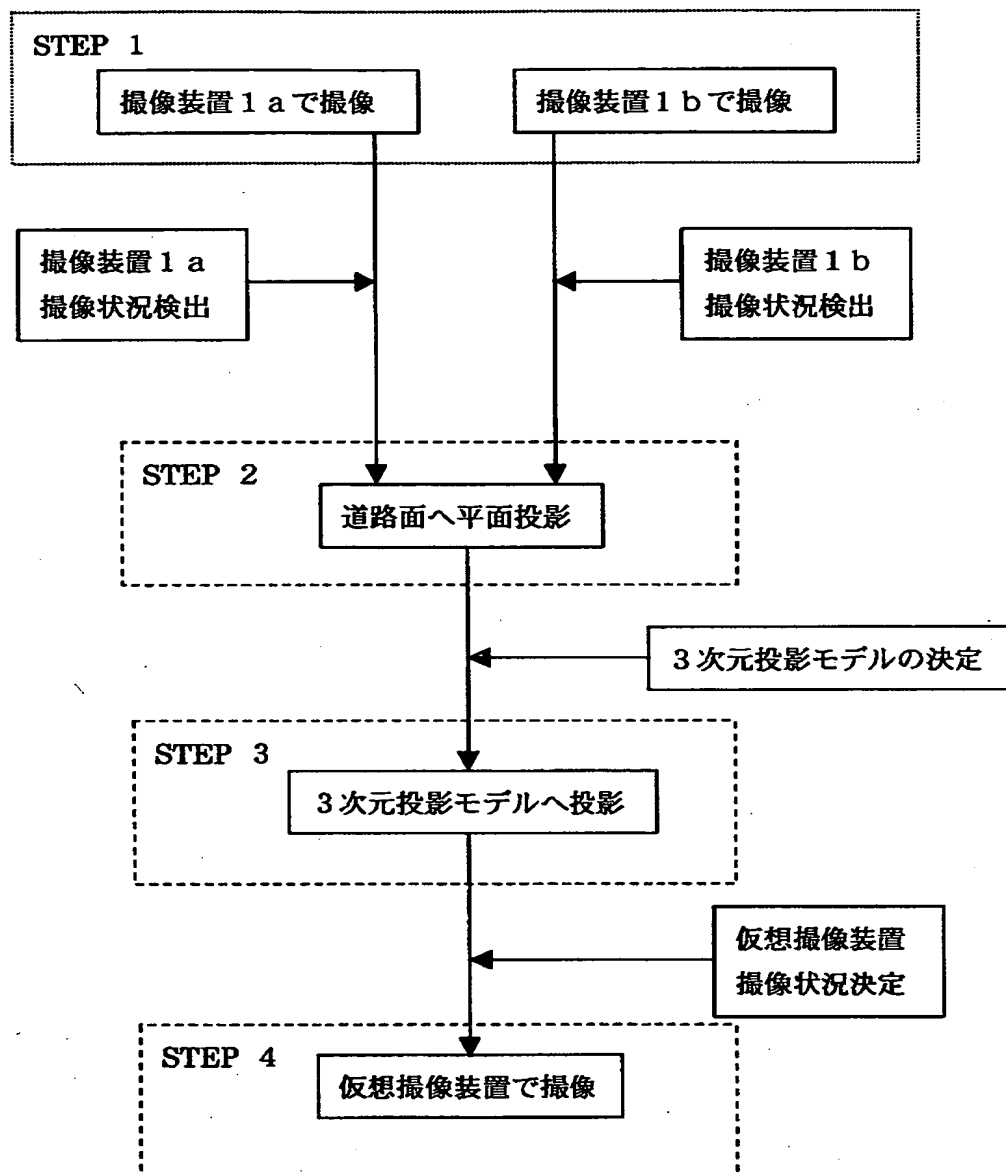 STEP 1
撮像装置1aで撮像
撮像装置1bで撮像
撮像装置1a
撮像状況検出
撮像装置1b
撮像状況検出
STEP 2
道路面へ平面投影
3次元投影モデルの決定
STEP 3
3次元投影モデルへ投影
仮想撮像装置
撮像状況決定
STEP 4
仮想撮像装置で撮像